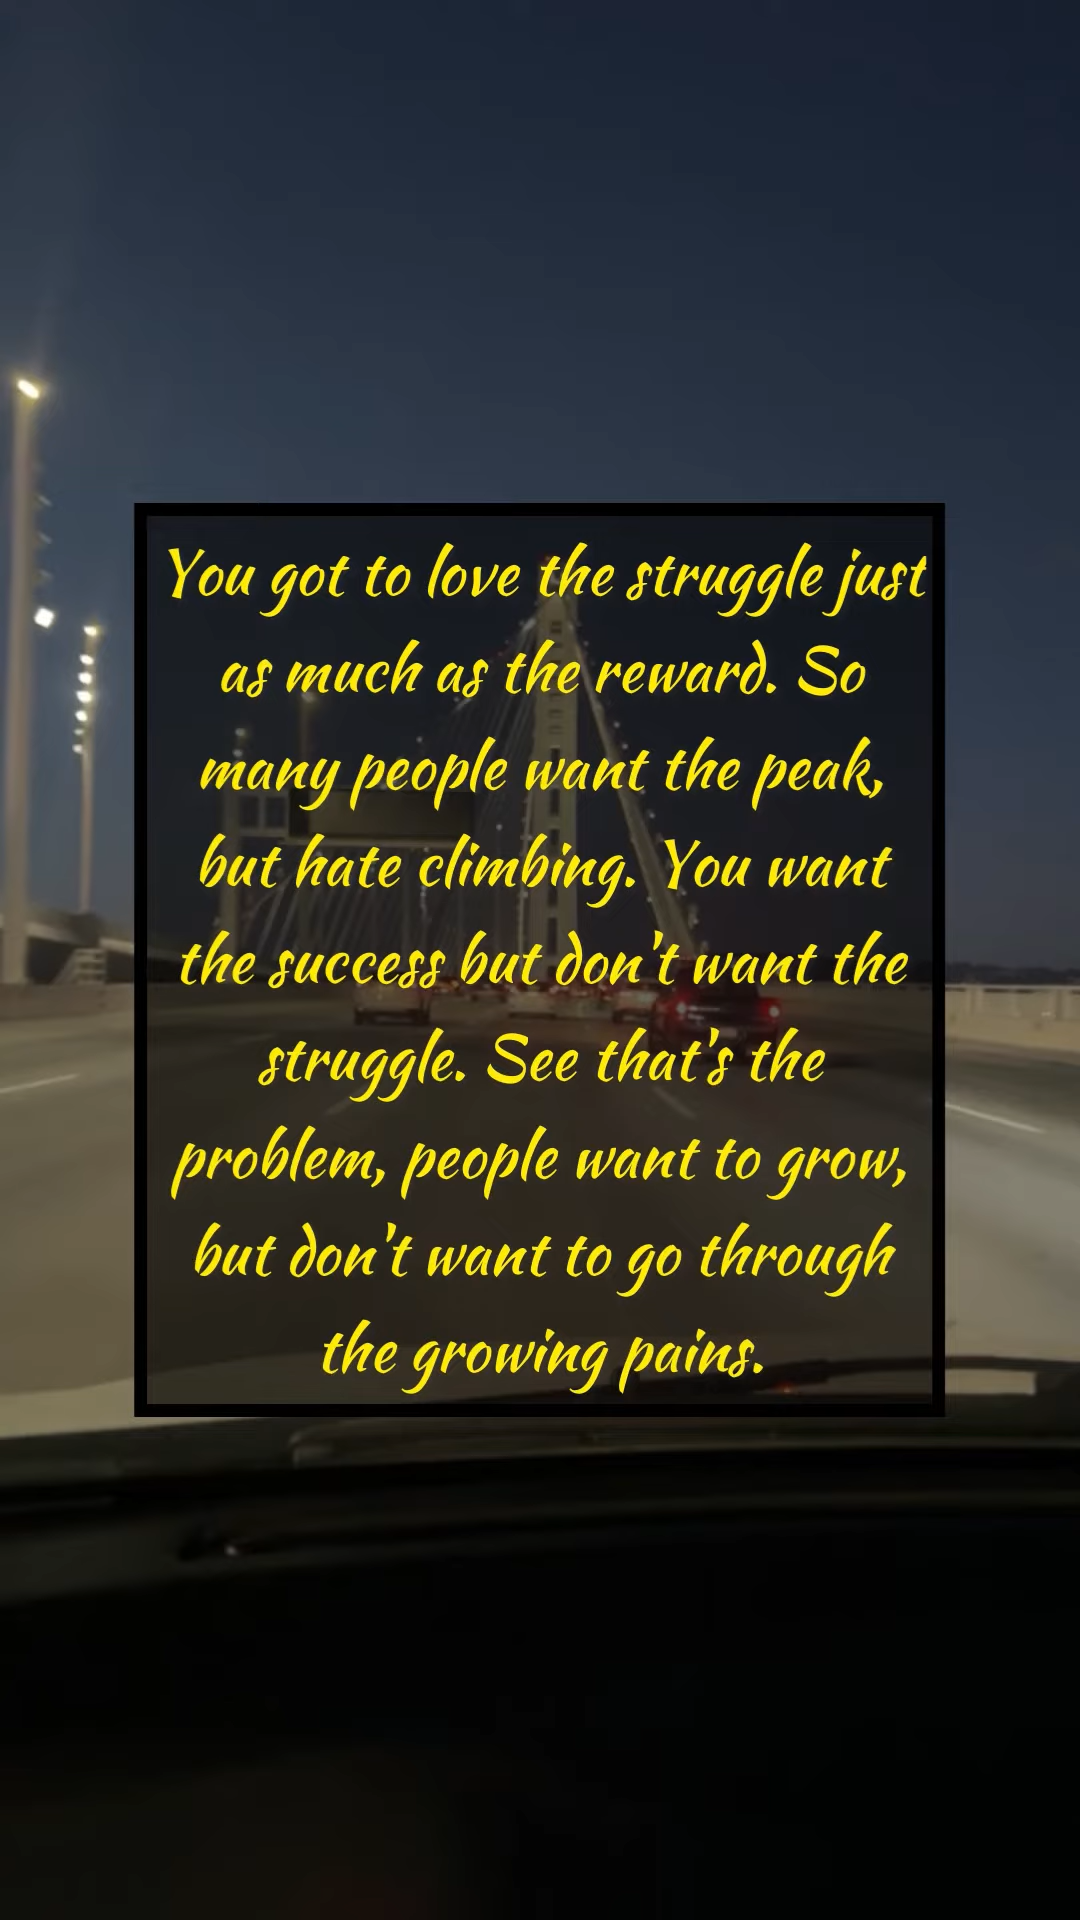 You got to love the struggle just
as much as the reward. So
many people want the peak,
but hate climbing. You want
the success but don't want the
struggle. See that's the
problem, people want to grow,
but don't want to go through
the growing pains.